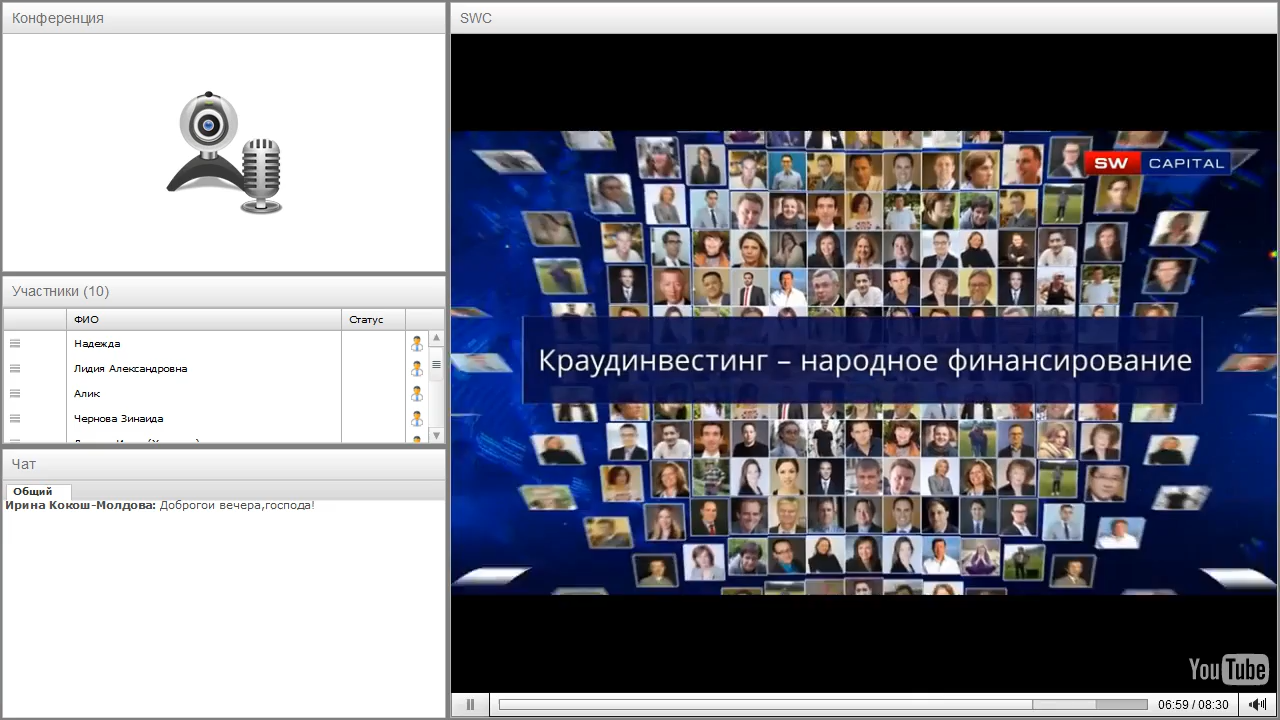 Конференция
SWC
SW CAPITAL
Краудинвестинг – народное финансирование
Участники (10)
ФИО
Статус
Надежда
Лидия Александровна
Алик
Чернова Зинаида
Чат
Общий
Ирина Кокош-Молдова: Доброгои вечера,господа!
YouTube
06:59 / 08:30